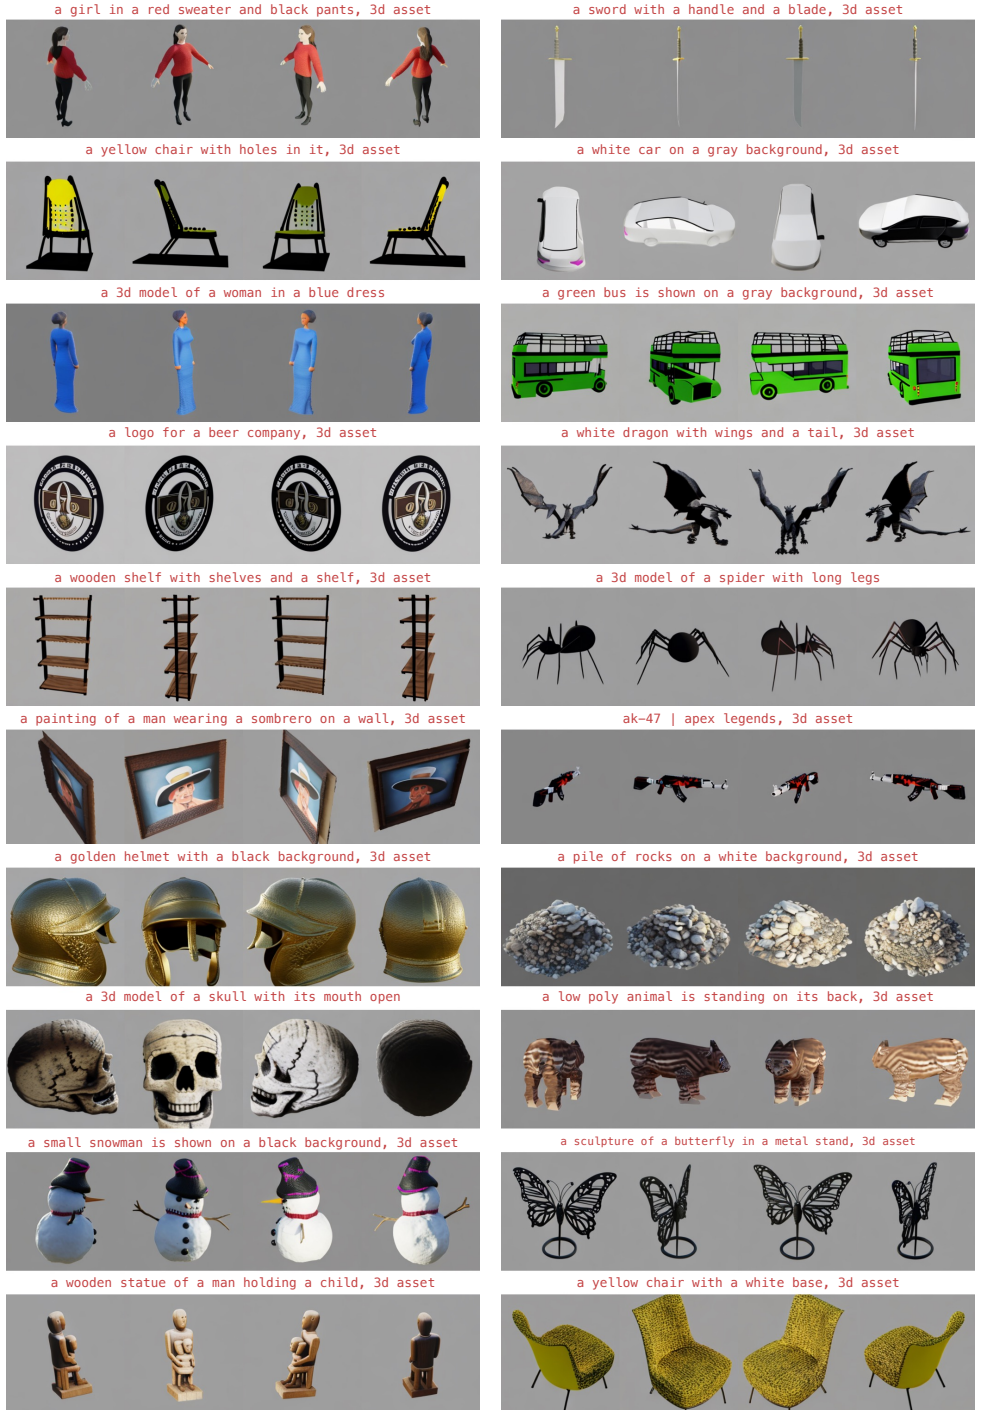 a girl in a red sweater and black pants, 3d asset
a sword with a handle and a blade, 3d asset
a yellow chair with holes in it, 3d asset
a white car on a gray background, 3d asset
a 3d model of a woman in a blue dress
a green bus is shown on a gray background, 3d asset
a logo for a beer company, 3d asset
a white dragon with wings and a tail, 3d asset
a wooden shelf with shelves and a shelf, 3d asset
a 3d model of a spider with long legs
a painting of a man wearing a sombrero on a wall, 3d asset
ak-47 | apex legends, 3d asset
a golden helmet with a black background, 3d asset
a pile of rocks on a white background, 3d asset
a 3d model of a skull with its mouth open
a low poly animal is standing on its back, 3d asset
a small snowman is shown on a black background, 3d asset
a sculpture of a butterfly in a metal stand, 3d asset
a wooden statue of a man holding a child, 3d asset
a yellow chair with a white base, 3d asset